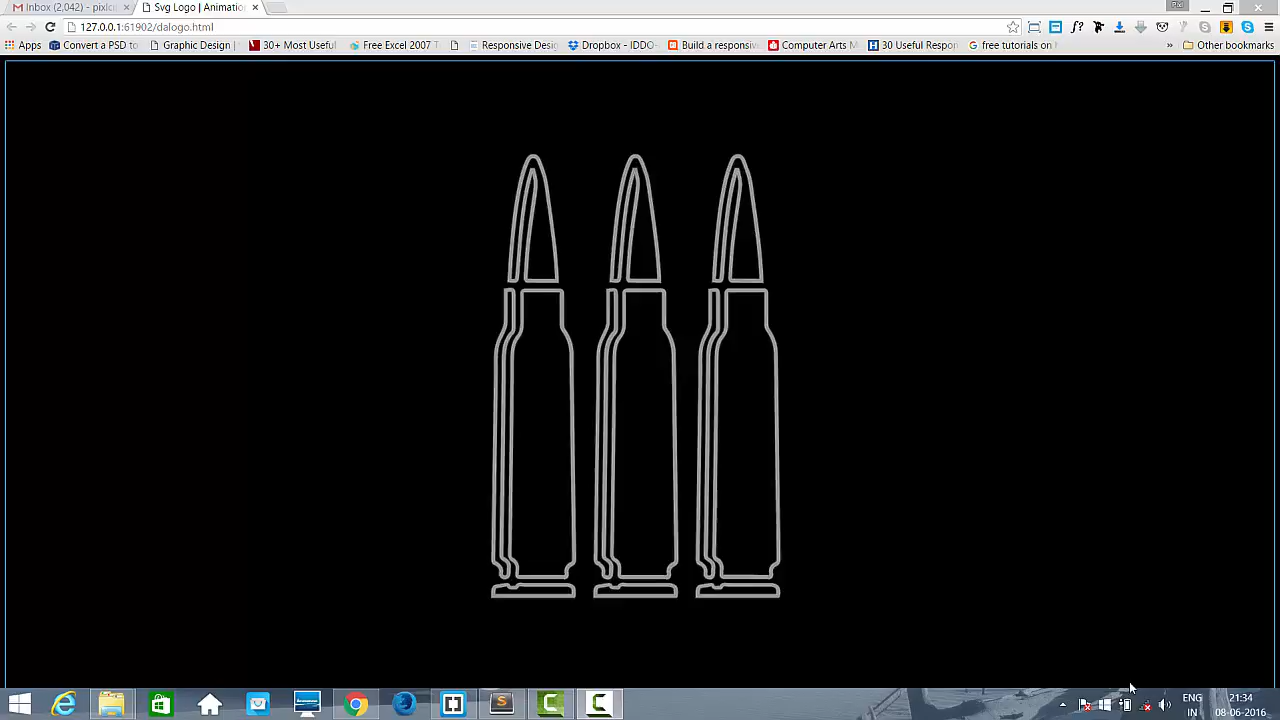 Inbox (2,042) - pixlcr
Svg Logo | Animatio
Pixl
127.0.0.1:61902/dalogo.html
f?
Apps
Convert a PSD to
Graphic Design |
30+ Most Useful
Free Excel 2007 T
Responsive Desig
Dropbox - IDDO-
Build a responsiv
Computer Arts M
30 Useful Respon
free tutorials on
»
Other bookmarks
ENG
IN
21:34
08-06-2016